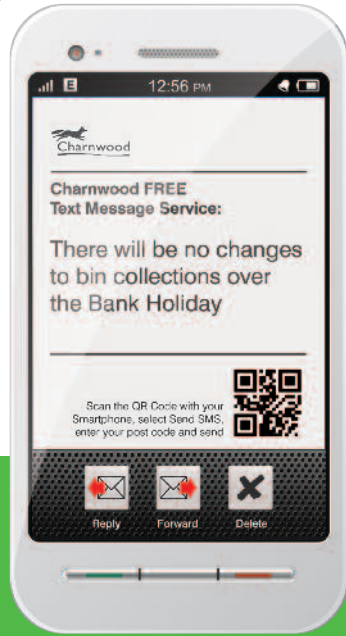 E 12:56 PM
Charnwood
Charnwood FREE
Text Message Service:
There will be no changes
to bin collections over
the Bank Holiday
Scan the QR Code with your
Smartphone, select Send SMS,
enter your post code and send
Reply Forward Delete